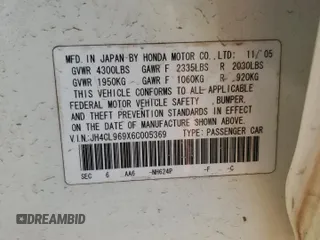 MFD. IN JAPAN BY HONDA MOTOR CO., LTD. 11/05
GVWR 4300LBS GAWR F 2335LBS R 2030LBS
GVWR 1950KG GAWR F 1060KG R 920KG
THIS VEHICLE CONFORMS TO ALL APPLICABLE
FEDERAL MOTOR VEHICLE SAFETY, BUMPER,
AND THEFT PREVENTION STANDARDS IN EFFECT
ON THE DATE OF MANUFACTURE SHOWN ABOVE.
V.I.N: JH4CL969X6C005369 TYPE: PASSENGER CAR
SEC 6 AA6 -NH624P -F -G
DREAMBID